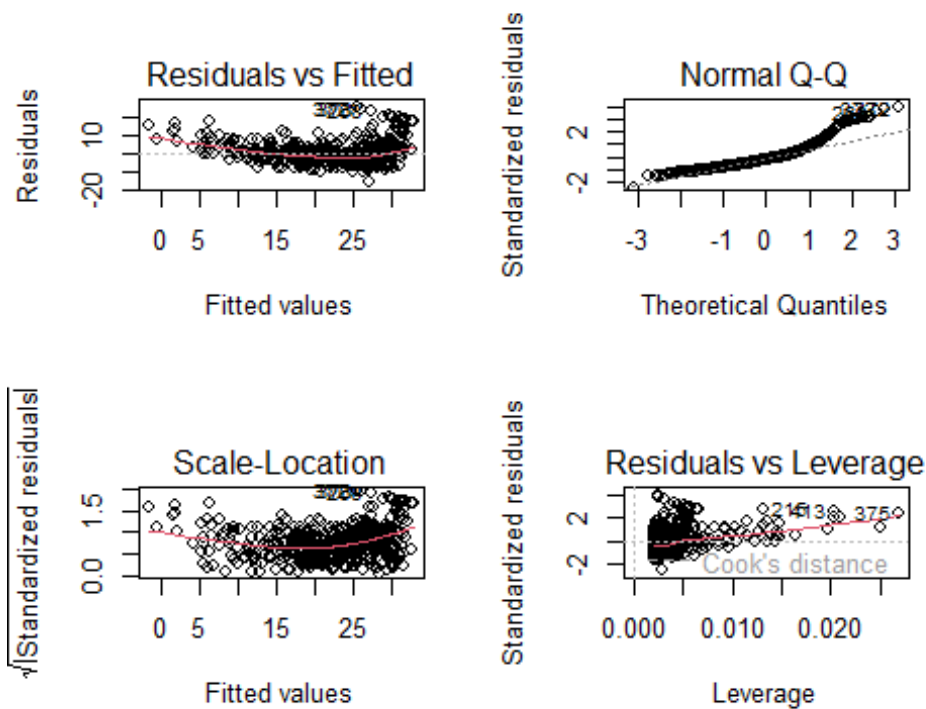 Residuals vs Fitted
Residuals
10
-20
0 5 15 25
Fitted values
Normal Q-Q
Standardized residuals
2
-2
-3 -1 0 1 2 3
Theoretical Quantiles
Scale-Location
√|Standardized residuals|
1.5
0.0
0 5 15 25
Fitted values
Residuals vs Leverage
Standardized residuals
2
-2
215
413
375
Cook's distance
0.000 0.010 0.020
Leverage